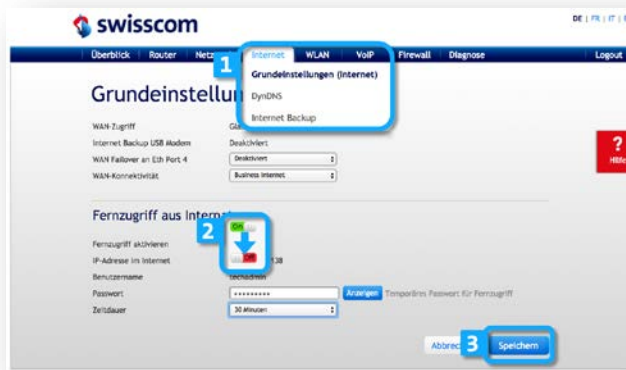 swisscom
DE | FR | IT |
Überblick Router Internet WLAN VoIP Firewall Diagnose Logout
1
Grundeinstellungen (Internet)
DynDNS
Internet Backup
WAN-Zugriff
Internet Backup USB Modem Deaktiviert
WAN Failover an Eth Port 4 Deaktiviert
WAN-Konnektivität Business Internet
?
Hilfe
Fernzugriff aus
2
On
Off
Fernzugriff aktivieren
IP-Adresse im Internet 138
Benutzername techadmin
Passwort ••••••••• Anzeigen Temporäres Passwort für Fernzugriff
Zeitdauer 30 Minuten
3 Speichern